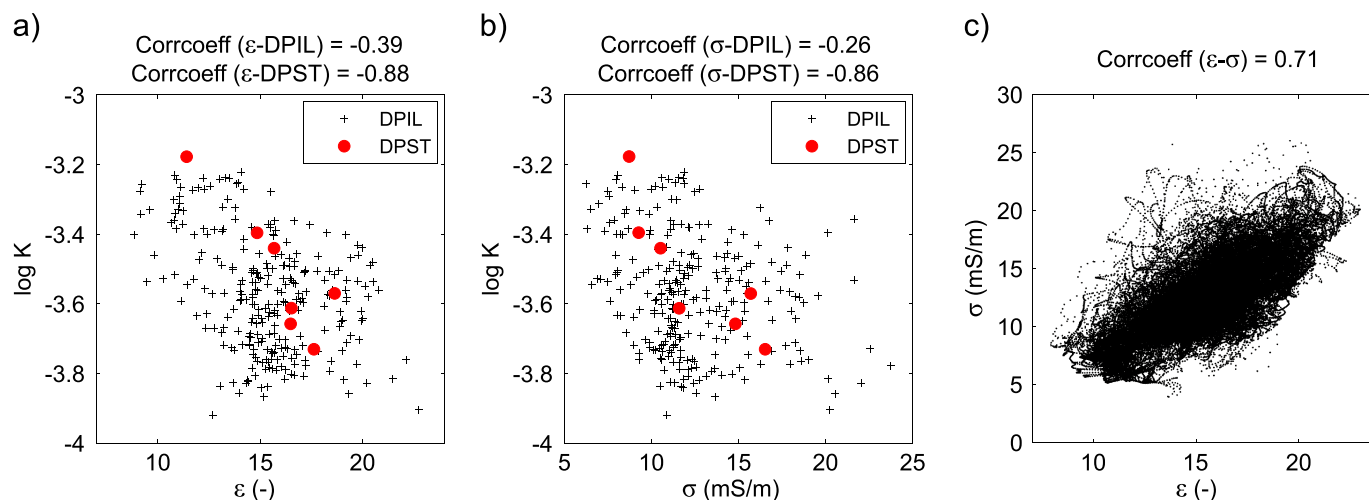 a)
Corrcoeff (ε-DPIL) = -0.39
Corrcoeff (ε-DPST) = -0.88
-3
-3.2
-3.4
-3.6
-3.8
-4
log K
DPIL
DPST
10
15
20
ε (-)
b)
Corrcoeff (σ-DPIL) = -0.26
Corrcoeff (σ-DPST) = -0.86
-3
-3.2
-3.4
-3.6
-3.8
-4
log K
DPIL
DPST
5
10
15
20
25
σ (mS/m)
c)
Corrcoeff (ε-σ) = 0.71
30
25
20
15
10
5
0
σ (mS/m)
10
15
20
ε (-)